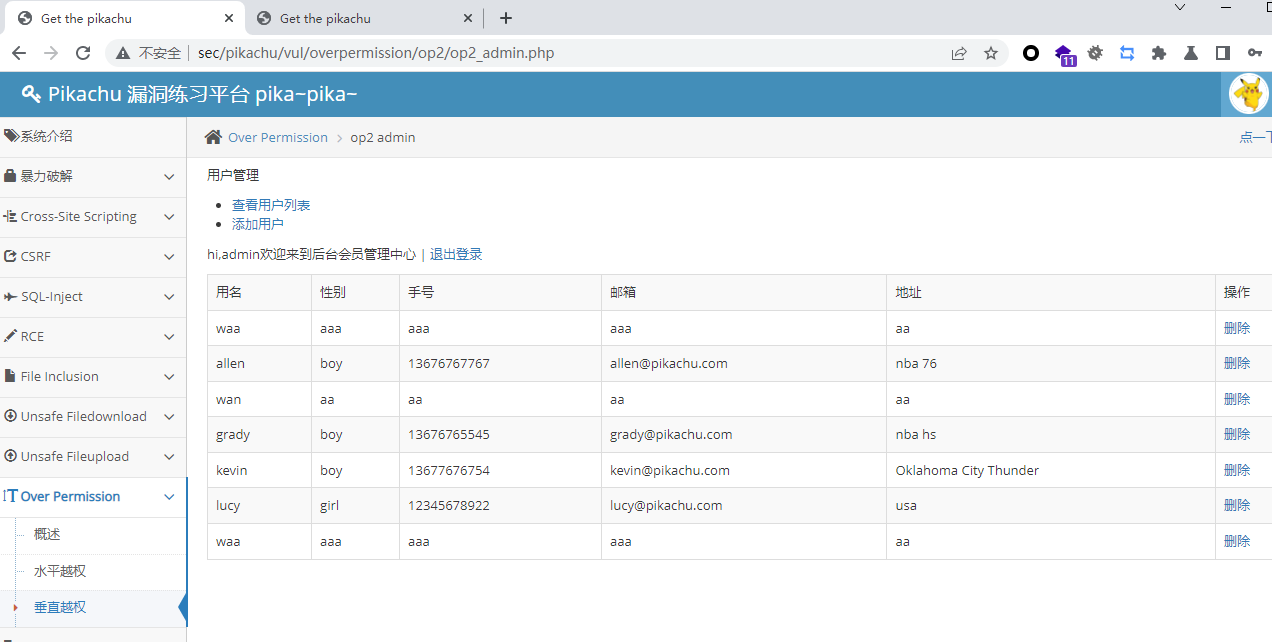 Get the pikachu
Get the pikachu
不安全 sec/pikachu/vul/overpermission/op2/op2_admin.php
11
Pikachu 漏洞练习平台 pika~pika~
系统介绍
暴力破解
Cross-Site Scripting
CSRF
SQL-Inject
RCE
File Inclusion
Unsafe Filedownload
Unsafe Fileupload
Over Permission
概述
水平越权
垂直越权
Over Permission op2 admin
点一下
用户管理
查看用户列表
添加用户
hi,admin欢迎来到后台会员管理中心 | 退出登录
用名 性别 手号 邮箱 地址 操作
waa aaa aaa aaa aa 删除
allen boy 13676767767 allen@pikachu.com nba 76 删除
wan aa aa aa aa 删除
grady boy 13676765545 grady@pikachu.com nba hs 删除
kevin boy 13677676754 kevin@pikachu.com Oklahoma City Thunder 删除
lucy girl 12345678922 lucy@pikachu.com usa 删除
waa aaa aaa aaa aa 删除